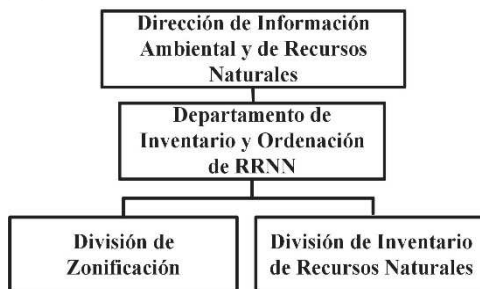 Dirección de Información
Ambiental y de Recursos
Naturales
Departamento de
Inventario y Ordenación
de RRNN
División de
Zonificación
División de Inventario
de Recursos Naturales